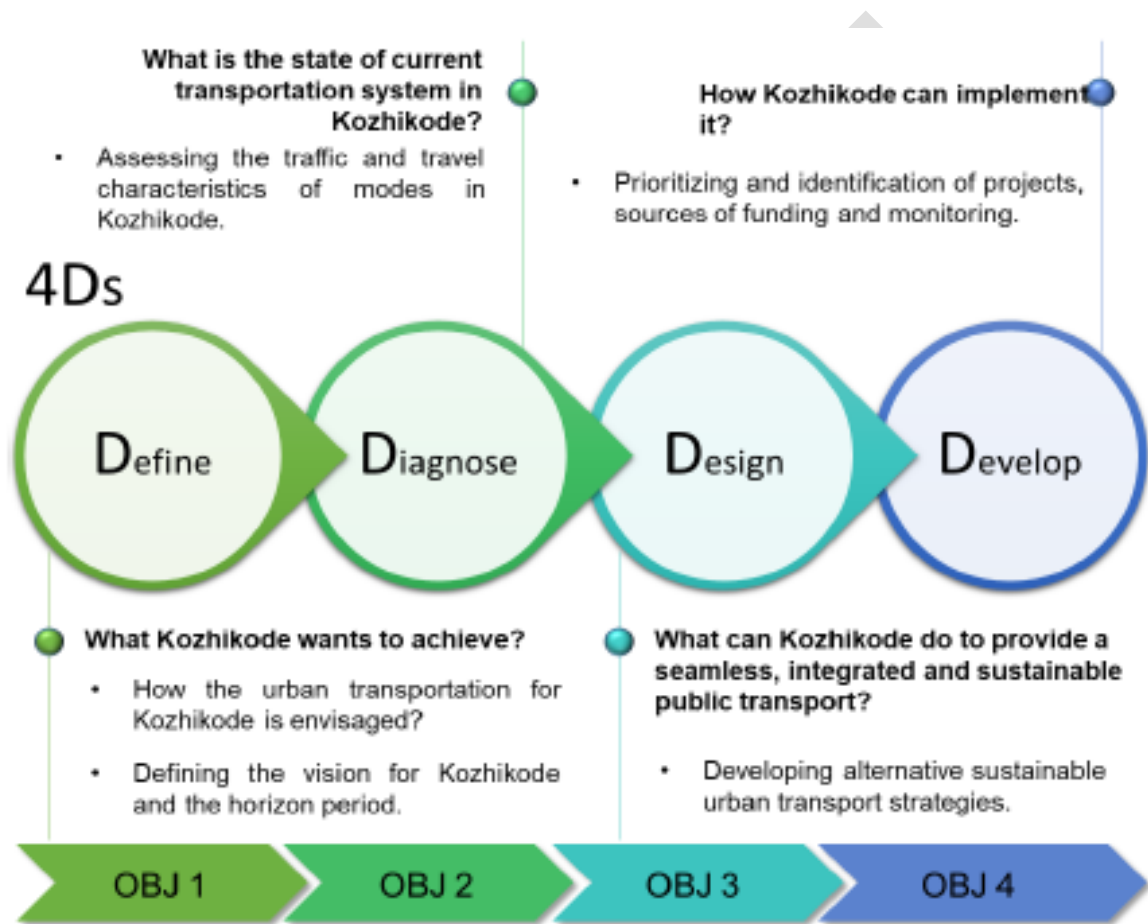 What is the state of current
transportation system in
Kozhikode?
• Assessing the traffic and travel
characteristics of modes in
Kozhikode.
How Kozhikode can implement
it?
• Prioritizing and identification of projects,
sources of funding and monitoring.
4Ds
Define
Diagnose
Design
Develop
What Kozhikode wants to achieve?
• How the urban transportation for
Kozhikode is envisaged?
• Defining the vision for Kozhikode
and the horizon period.
What can Kozhikode do to provide a
seamless, integrated and sustainable
public transport?
• Developing alternative sustainable
urban transport strategies.
OBJ 1
OBJ 2
OBJ 3
OBJ 4